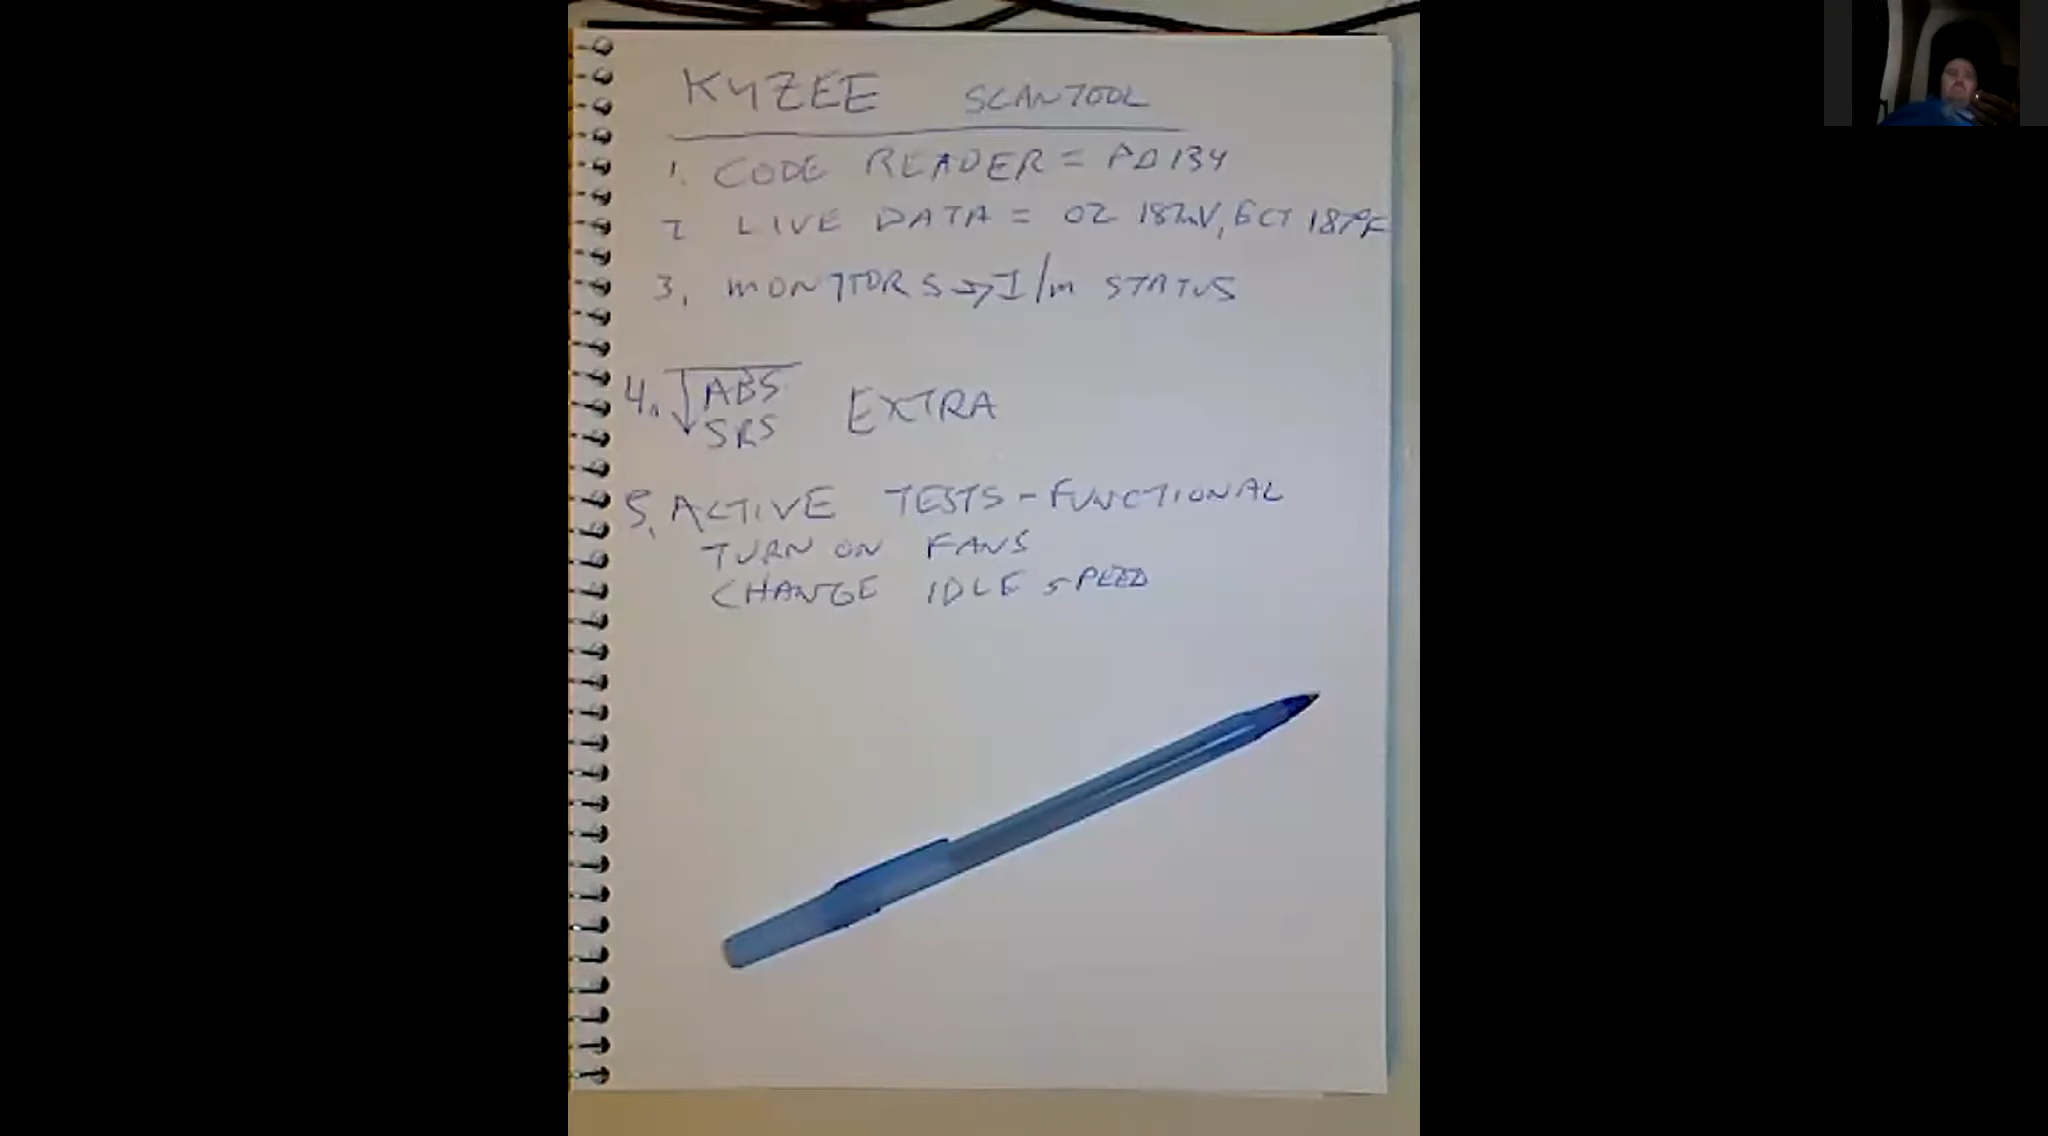 KYZEE SCANTOOL
1. CODE READER = PO134
2 LIVE DATA = O2 187mV, ECT 187°F
3. MONITORS → I/M STATUS
4. ABS
SRS EXTRA
5. ACTIVE TESTS - FUNCTIONAL
TURN ON FANS
CHANGE IDLE SPEED